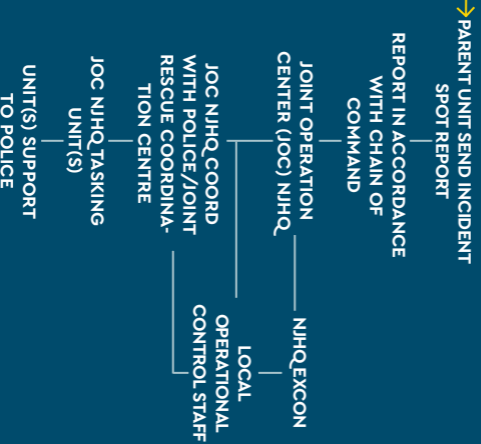 PARENT UNIT SEND INCIDENT
SPOT REPORT
REPORT IN ACCORDANCE
WITH CHAIN OF
COMMAND
JOINT OPERATION
CENTER (JOC) NJHQ
NJHQ EXCON
JOC NJHQ COORD
WITH POLICE/JOINT
RESCUE COORDINA-
TION CENTRE
LOCAL
OPERATIONAL
CONTROL STAFF
JOC NJHQ TASKING
UNIT(S)
UNIT(S) SUPPORT
TO POLICE